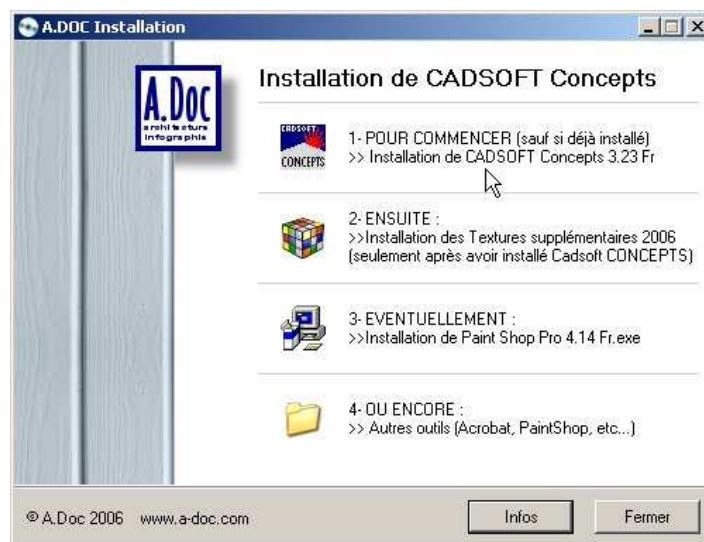 A.DOC Installation
A.Doc
architecture
infographie
Installation de CADSOFT Concepts
CADSOFT
CONCEPTS
1- POUR COMMENCER (sauf si déjà installé)
>> Installation de CADSOFT Concepts 3.23 Fr
2- ENSUITE :
>>Installation des Textures supplémentaires 2006
(seulement après avoir installé Cadsoft CONCEPTS)
3- EVENTUELLEMENT :
>>Installation de Paint Shop Pro 4.14 Fr.exe
4- OU ENCORE :
>> Autres outils (Acrobat, PaintShop, etc...)
© A.Doc 2006 www.a-doc.com
Infos
Fermer